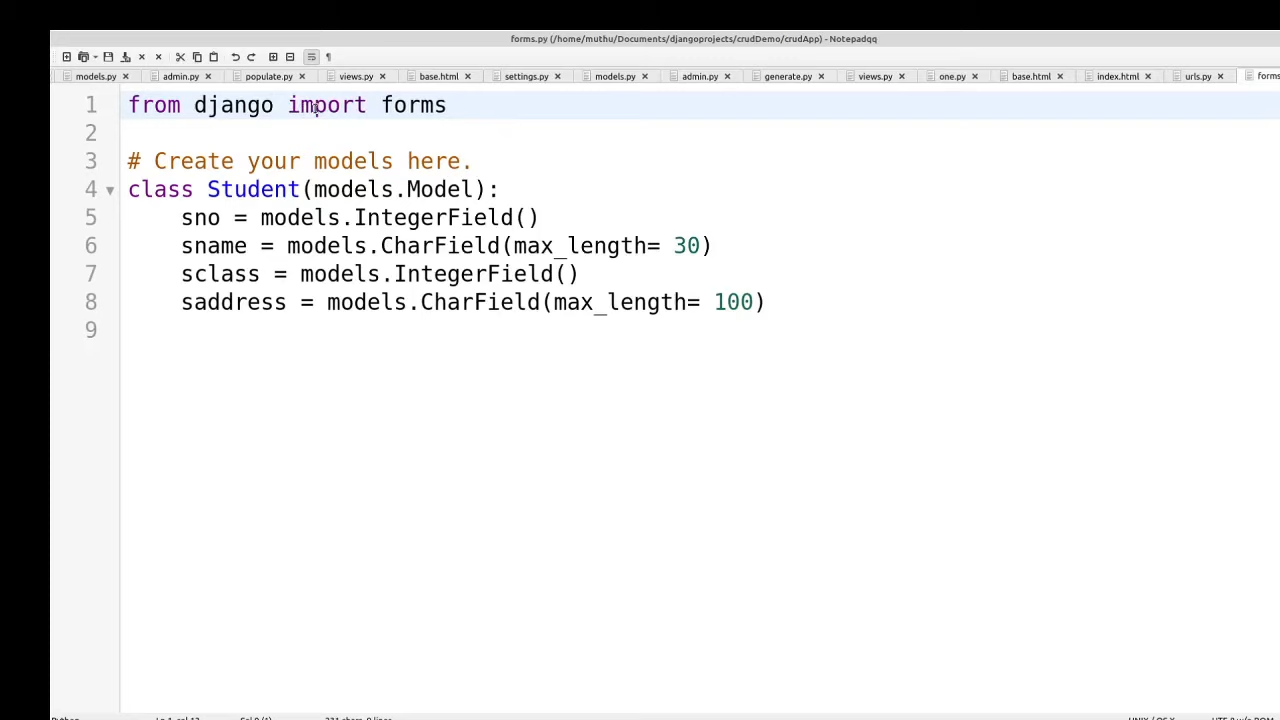 forms.py (/home/muthu/Documents/djangoprojects/crudDemo/crudApp) - Notepadqq
models.py admin.py populate.py views.py base.html settings.py models.py admin.py generate.py views.py one.py base.html index.html urls.py forms
1 from django import forms
2
3 # Create your models here.
4 class Student(models.Model):
5 sno = models.IntegerField()
6 sname = models.CharField(max_length= 30)
7 sclass = models.IntegerField()
8 saddress = models.CharField(max_length= 100)
9